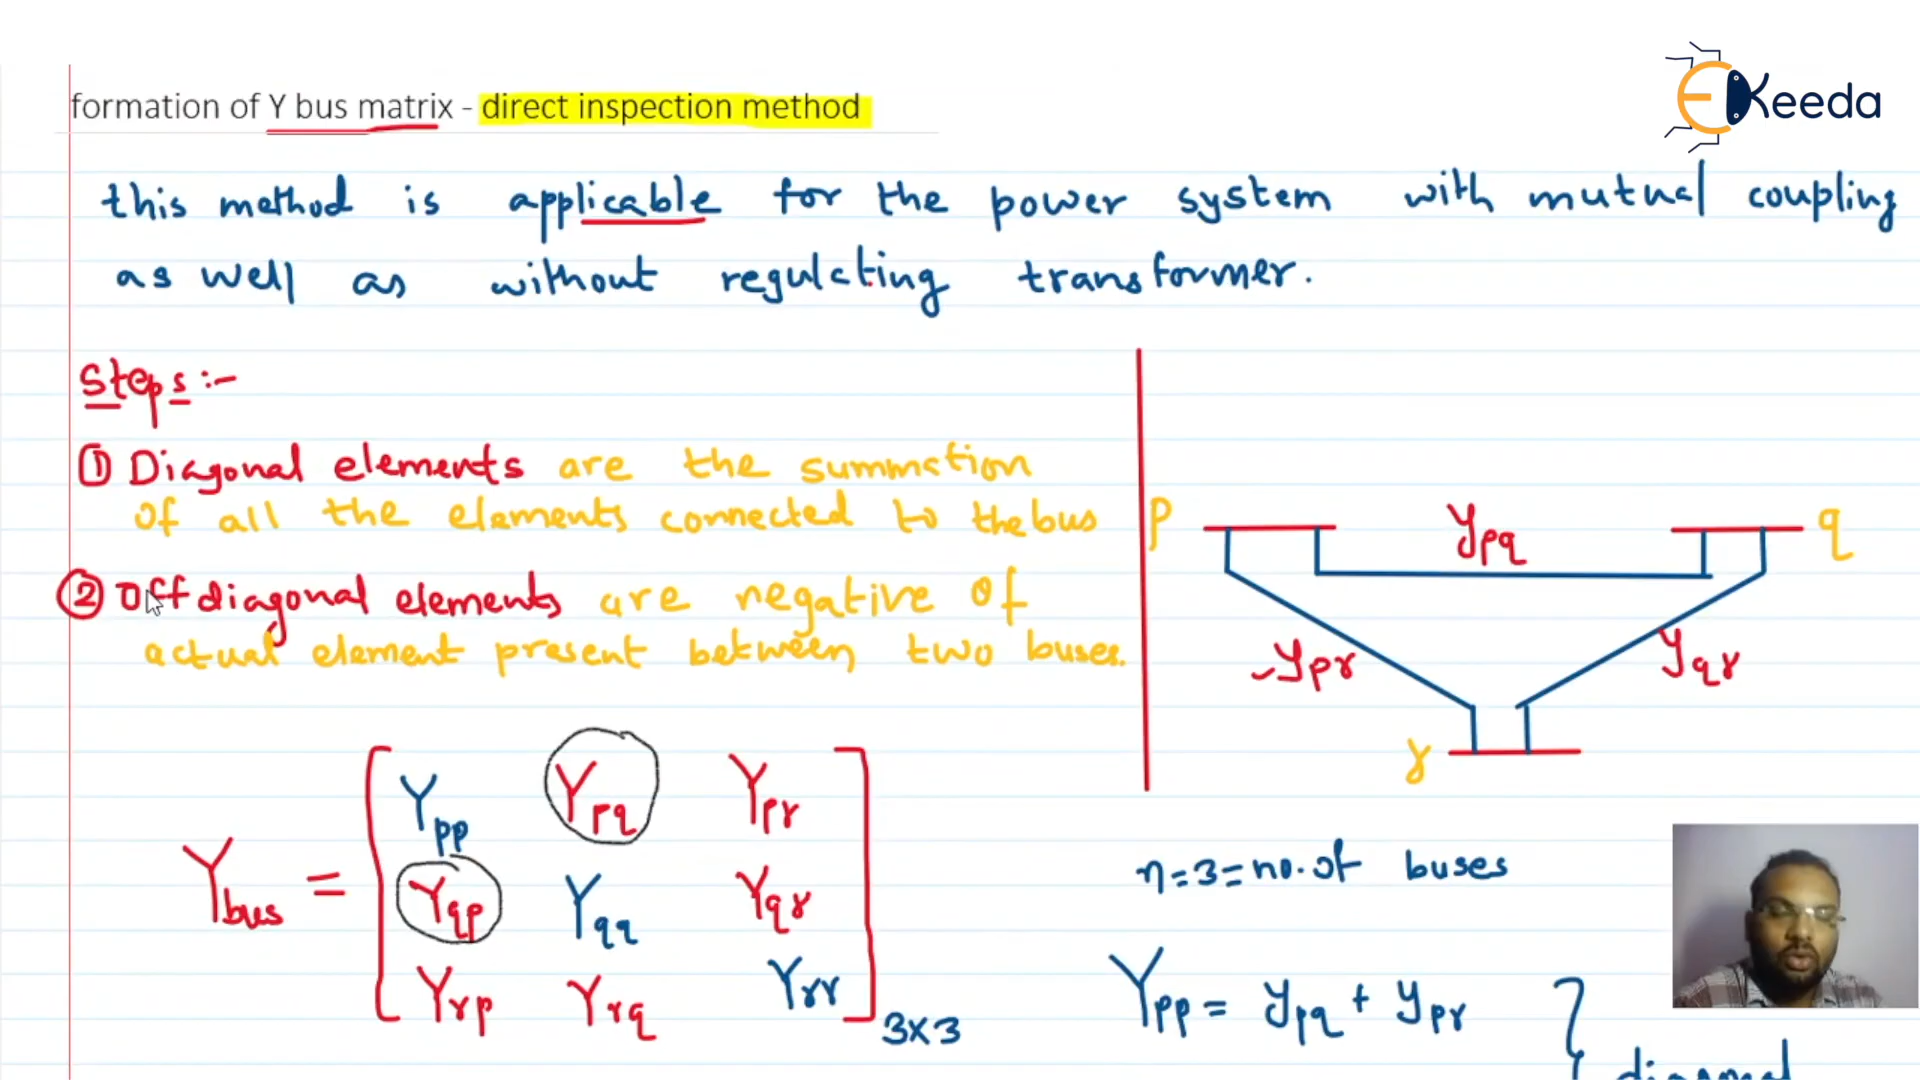 formation of Y bus matrix - direct inspection method
EKeeda
this method is applicable for the power system with mutual coupling
as well as without regulating transformer.
Steps :-
① Diagonal elements are the summation
of all the elements connected to the bus
② Off diagonal elements are negative of
actual element present between two buses.
p ypq q
ypr yqr
r
Ybus = [ Ypp Ypq Ypr
Yqp Yqq Yqr
Yrp Yrq Yrr ] 3x3
n = 3 = no. of buses
Ypp = ypq + ypr }
diagonal